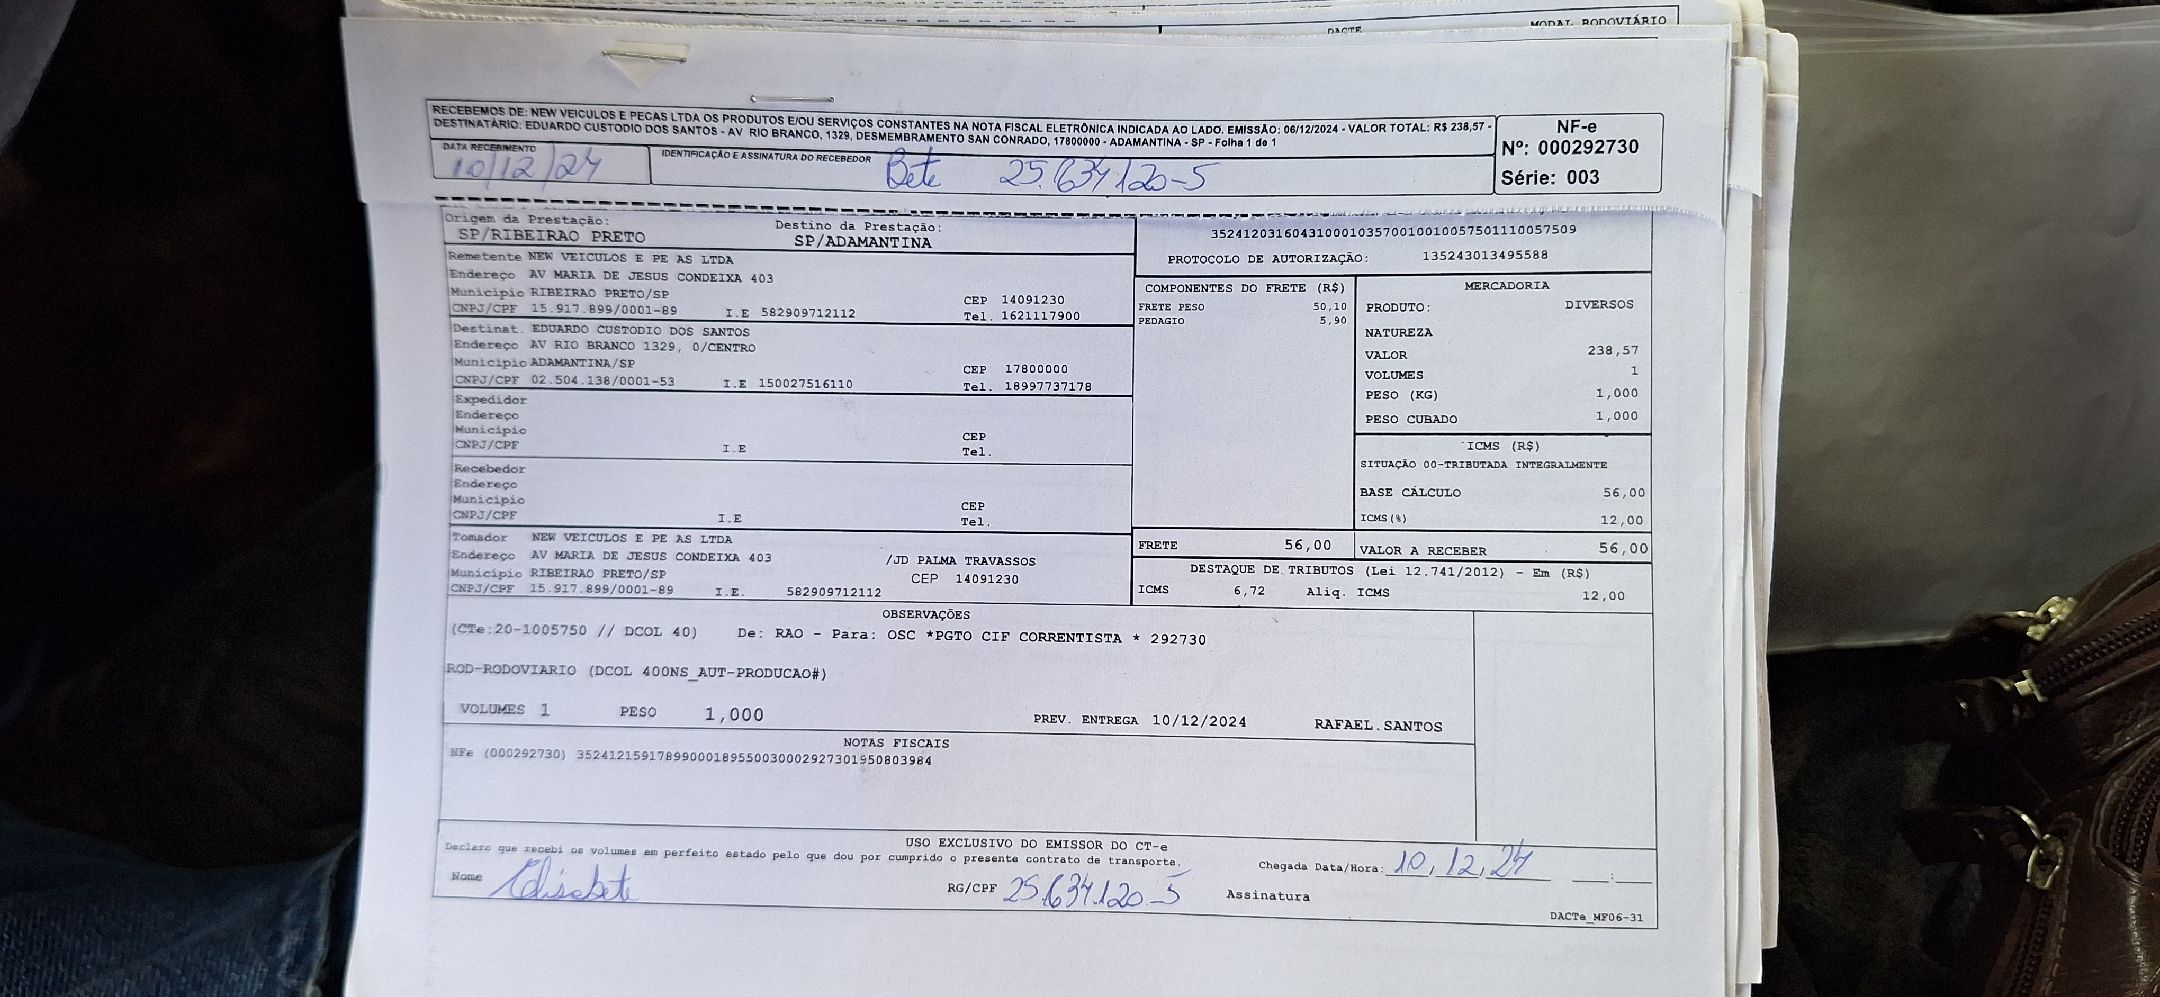 DACTE
MODAL RODOVIÁRIO
RECEBEMOS DE: NEW VEICULOS E PECAS LTDA OS PRODUTOS E/OU SERVIÇOS CONSTANTES NA NOTA FISCAL ELETRÔNICA INDICADA AO LADO. EMISSÃO: 06/12/2024 - VALOR TOTAL: R$ 238,57 -
DESTINATÁRIO: EDUARDO CUSTODIO DOS SANTOS - AV RIO BRANCO, 1329, DESMEMBRAMENTO SAN CONRADO, 17800000 - ADAMANTINA - SP - Folha 1 de 1
NF-e
Nº: 000292730
Série: 003
DATA RECEBIMENTO
10/12/24
IDENTIFICAÇÃO E ASSINATURA DO RECEBEDOR
Bete 25.634.120-5
Origem da Prestação:
SP/RIBEIRAO PRETO
Destino da Prestação:
SP/ADAMANTINA
35241203160431000103570010010057501110057509
PROTOCOLO DE AUTORIZAÇÃO: 135243013495588
Remetente NEW VEICULOS E PE AS LTDA
Endereço AV MARIA DE JESUS CONDEIXA 403
Município RIBEIRAO PRETO/SP CEP 14091230
CNPJ/CPF 15.917.899/0001-89 I.E 582909712112 Tel. 1621117900
Destinat. EDUARDO CUSTODIO DOS SANTOS
Endereço AV RIO BRANCO 1329, 0/CENTRO
Município ADAMANTINA/SP CEP 17800000
CNPJ/CPF 02.504.138/0001-53 I.E 150027516110 Tel. 18997737178
Expedidor
Endereço
Município CEP
CNPJ/CPF I.E Tel.
Recebedor
Endereço
Município CEP
CNPJ/CPF I.E Tel.
Tomador NEW VEICULOS E PE AS LTDA
Endereço AV MARIA DE JESUS CONDEIXA 403 /JD PALMA TRAVASSOS
Município RIBEIRAO PRETO/SP CEP 14091230
CNPJ/CPF 15.917.899/0001-89 I.E. 582909712112
COMPONENTES DO FRETE (R$)
FRETE PESO 50,10
PEDAGIO 5,90
MERCADORIA
PRODUTO: DIVERSOS
NATUREZA
VALOR 238,57
VOLUMES 1
PESO (KG) 1,000
PESO CUBADO 1,000
ICMS (R$)
SITUAÇÃO 00-TRIBUTADA INTEGRALMENTE
BASE CÁLCULO 56,00
ICMS(%) 12,00
FRETE 56,00
VALOR A RECEBER 56,00
DESTAQUE DE TRIBUTOS (Lei 12.741/2012) - Em (R$)
ICMS 6,72 Aliq. ICMS 12,00
OBSERVAÇÕES
(CTe:20-1005750 // DCOL 40) De: RAO - Para: OSC *PGTO CIF CORRENTISTA * 292730
ROD-RODOVIARIO (DCOL 400NS_AUT-PRODUCAO#)
VOLUMES 1 PESO 1,000 PREV. ENTREGA 10/12/2024 RAFAEL.SANTOS
NOTAS FISCAIS
NFe (000292730) 35241215917899000189550030002927301950803984
USO EXCLUSIVO DO EMISSOR DO CT-e
Declaro que recebi os volumes em perfeito estado pelo que dou por cumprido o presente contrato de transporte.
Chegada Data/Hora: 10,12,24 ___:___
Nome Elisabete RG/CPF 25.634.120-5 Assinatura
DACTe_MF06-31